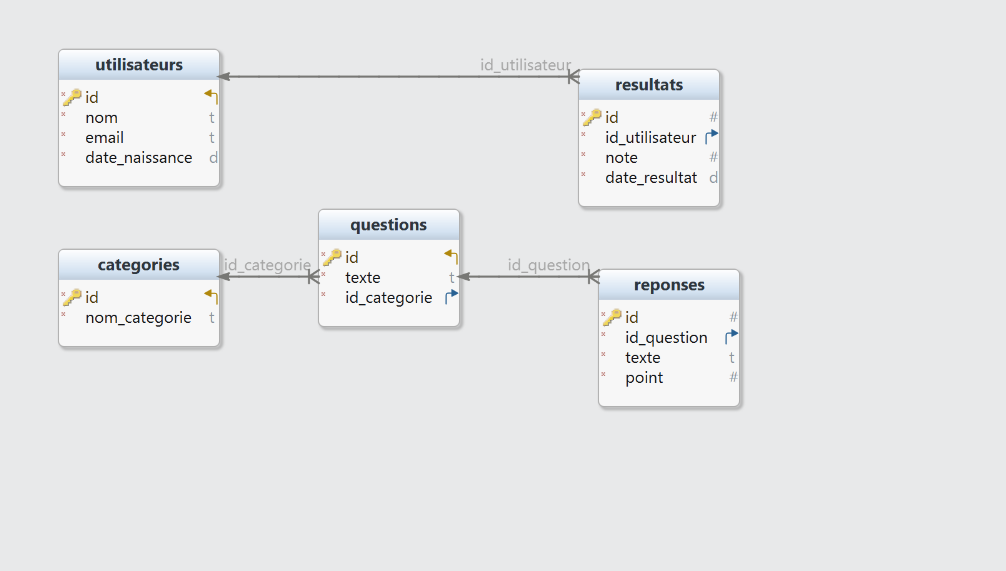 utilisateurs
id
nom t
email t
date_naissance d
id_utilisateur
resultats
id #
id_utilisateur
note #
date_resultat d
categories
id
nom_categorie t
id_categorie
questions
id
texte t
id_categorie
id_question
reponses
id #
id_question
texte t
point #